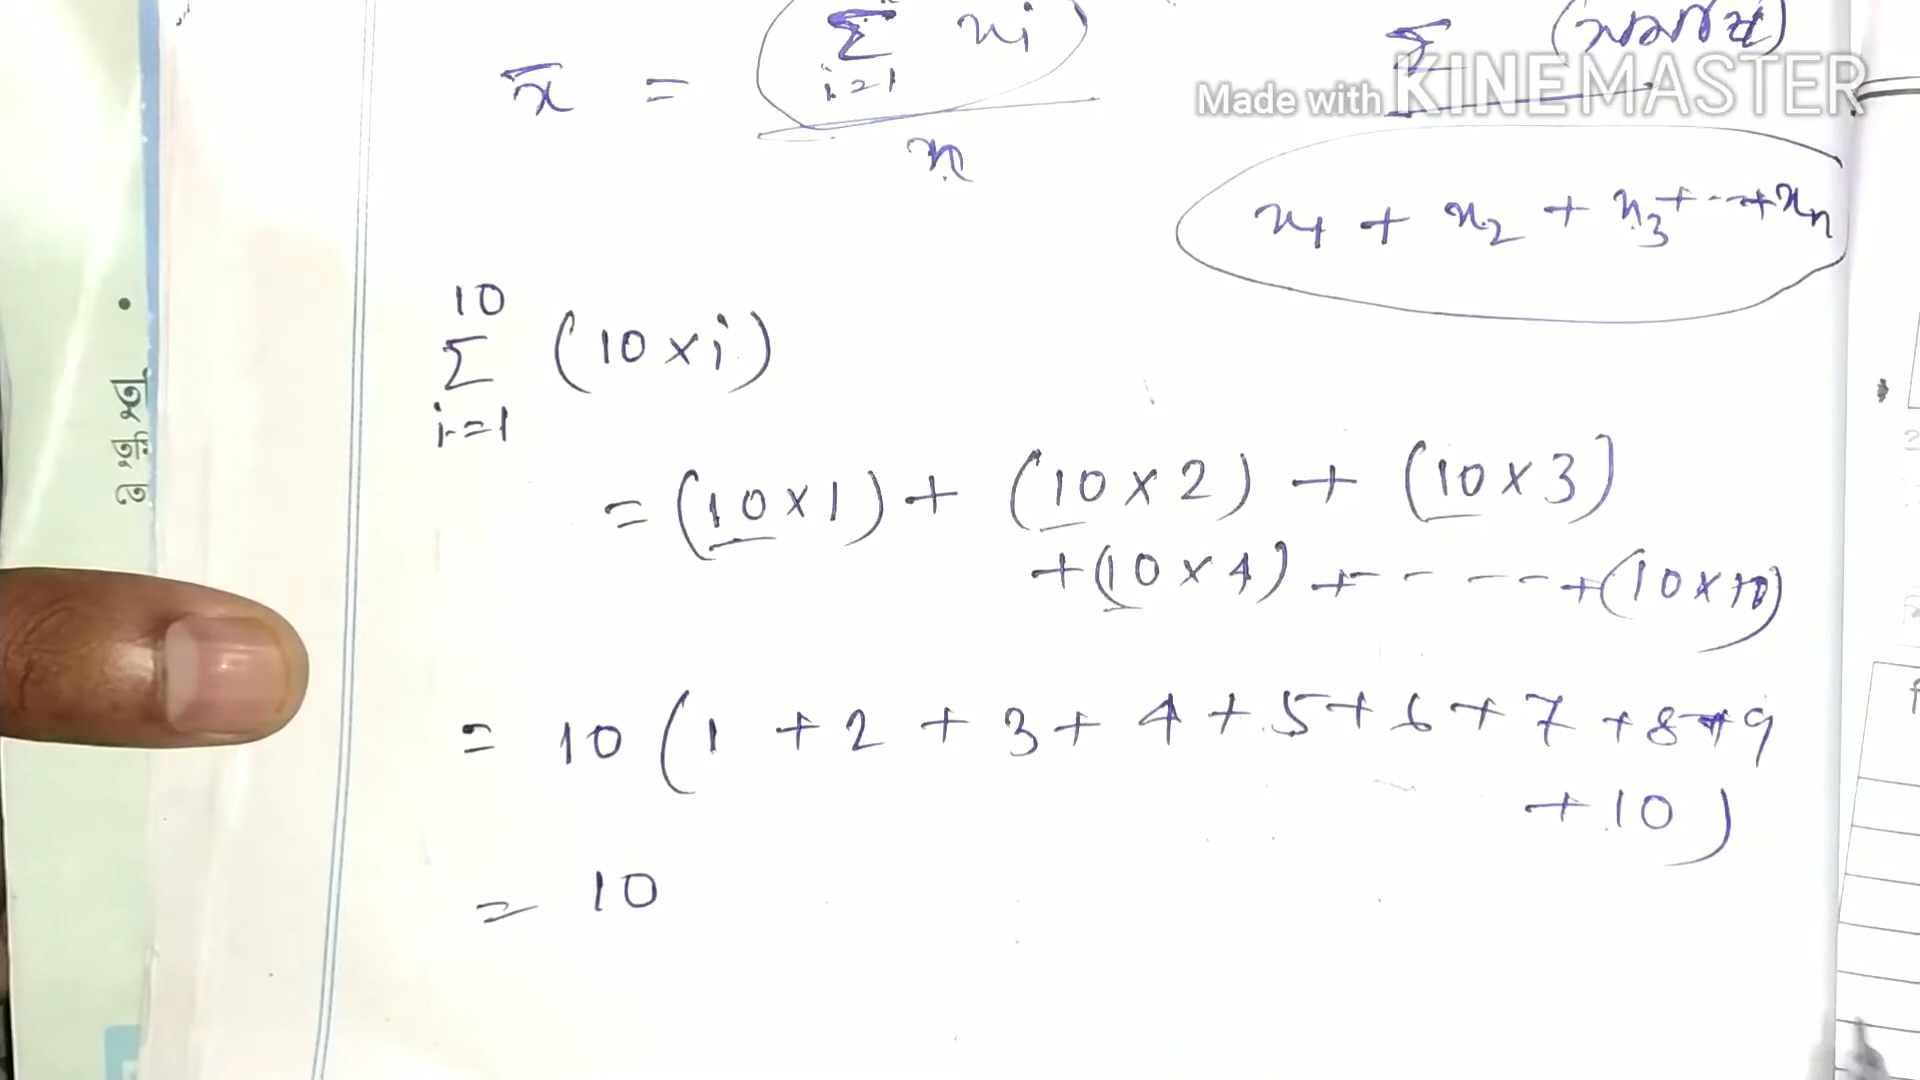 x̄ = Σ xi Σ
i=1
n
Made with KINEMASTER
x1 + x2 + x3 + ... + xn
10
Σ (10 × i)
i=1
= (10×1) + (10 × 2) + (10 × 3)
+ (10 × 4) + - - - - + (10 × 10)
= 10 ( 1 + 2 + 3 + 4 + 5 + 6 + 7 + 8 + 9
+ 10 )
= 10